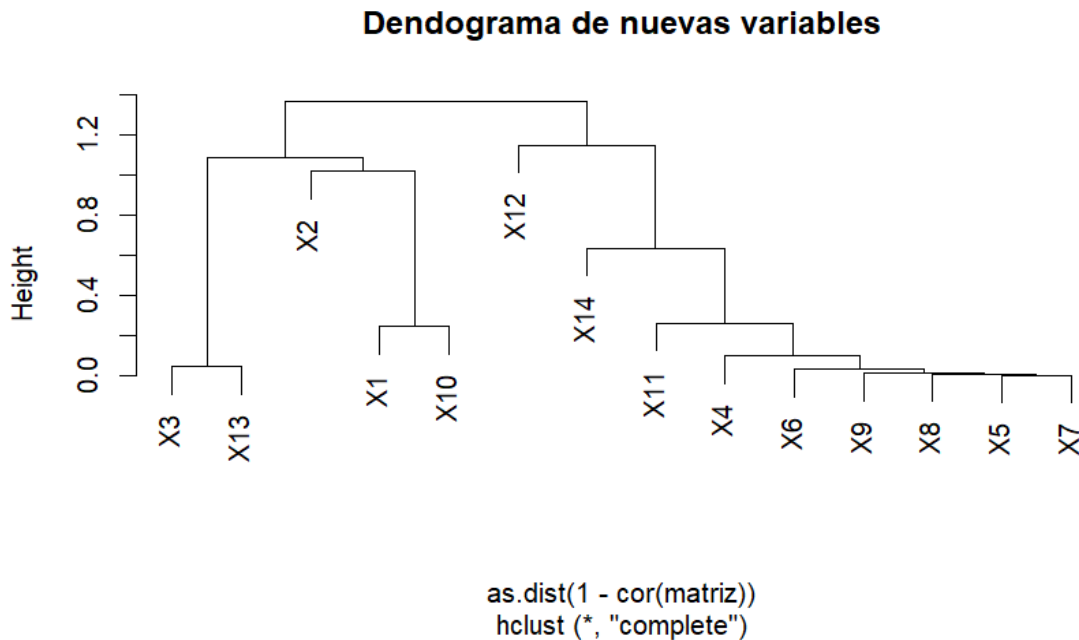 Dendograma de nuevas variables
Height
1.2
0.8
0.4
0.0
X3
X13
X2
X1
X10
X12
X14
X11
X4
X6
X9
X8
X5
X7
as.dist(1 - cor(matriz))
hclust (*, "complete")